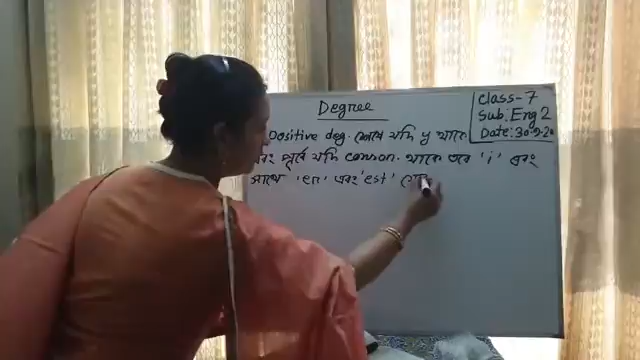 Degree
Class-7
Sub. Eng 2
Date: 30.9.20
Positive deg. শেষে যদি y থাকে
এবং পূর্বে যদি conson. থাকে তবে 'i' এবং
সাথে 'er' এবং 'est'